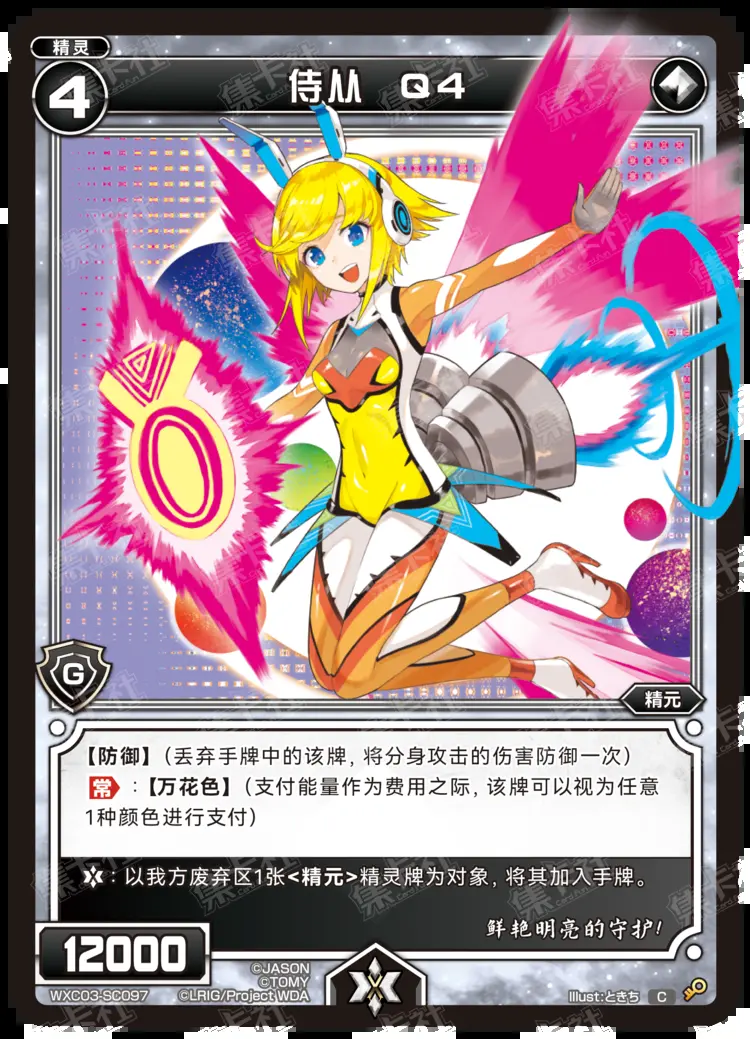 精灵
4
侍从 Q4
G
精元
【防御】（丢弃手牌中的该牌，将分身攻击的伤害防御一次）
常：【万花色】（支付能量作为费用之际，该牌可以视为任意
1种颜色进行支付）
：以我方废弃区1张<精元>精灵牌为对象，将其加入手牌。
鲜艳明亮的守护！
12000
©JASON
©TOMY
WXC03-SC097 ©LRIG/Project WDA
Illust:ときち C
集卡社